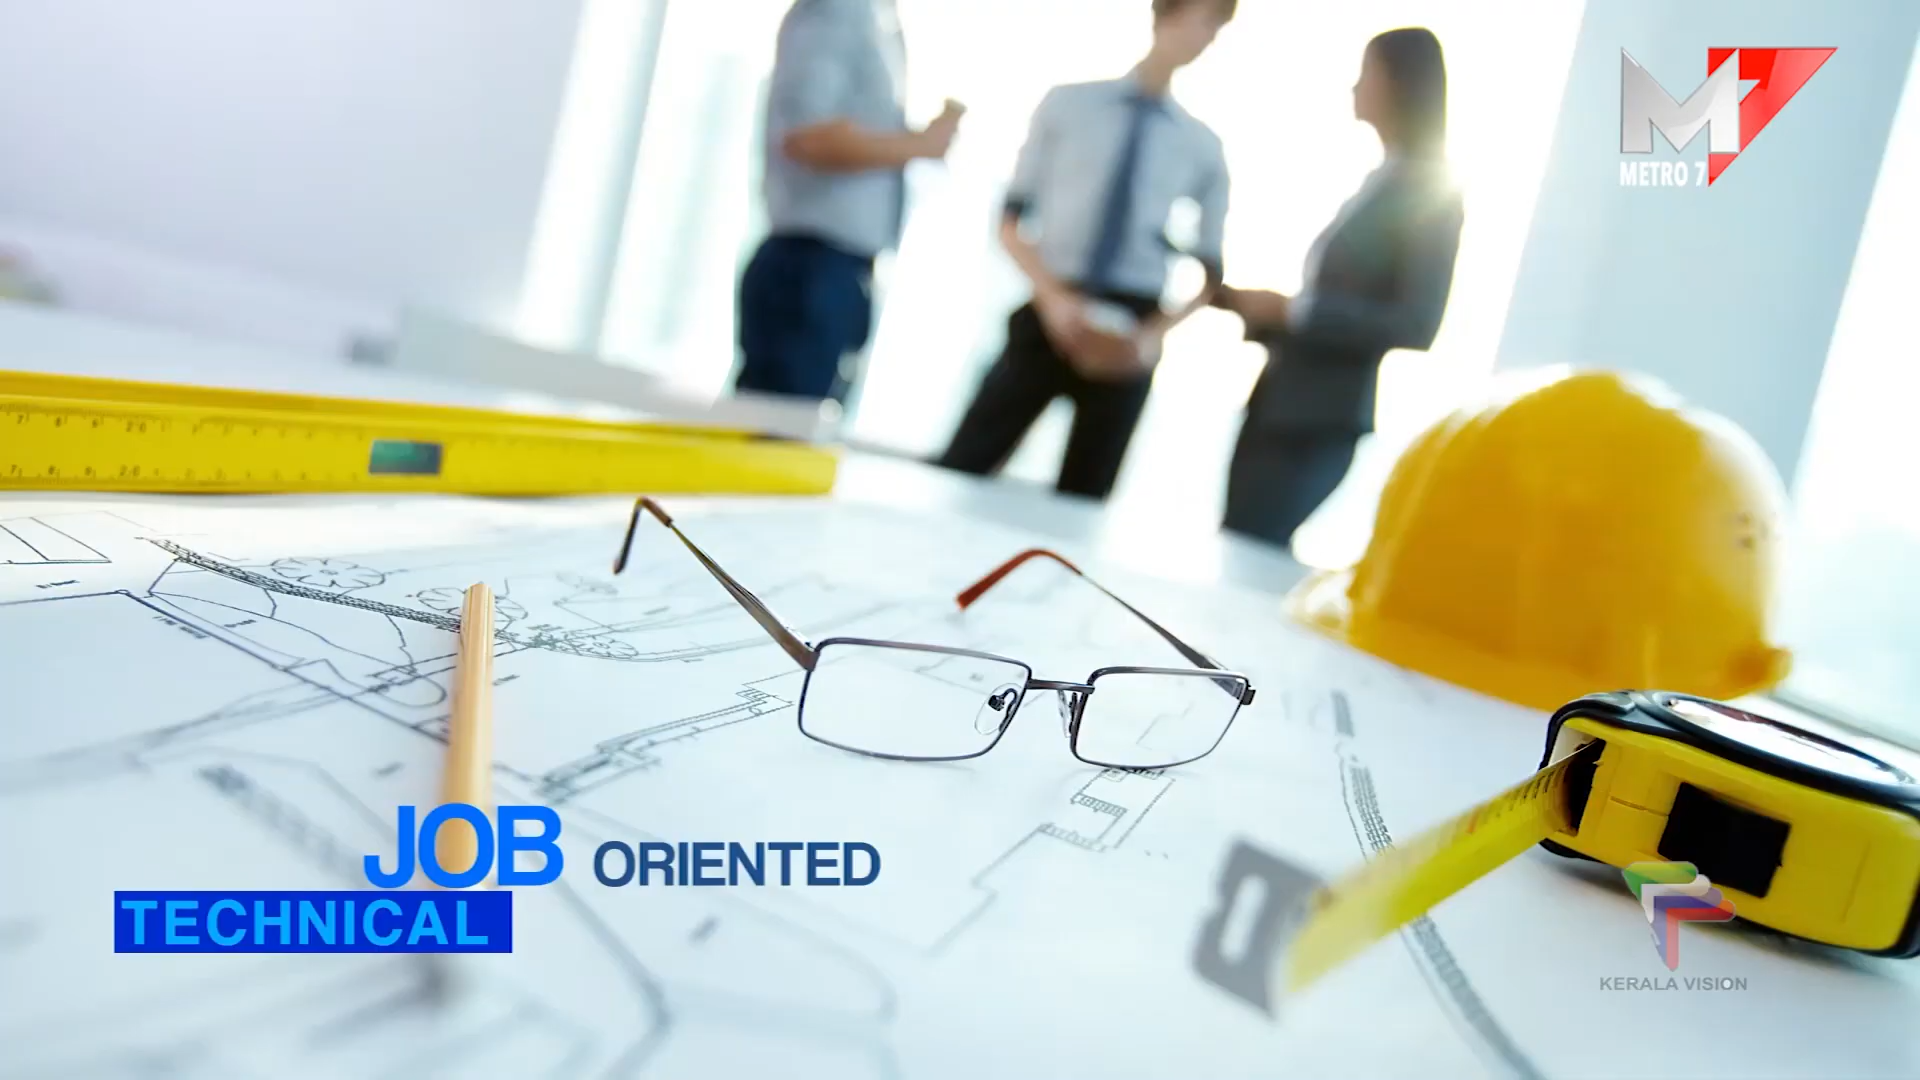 METRO 7
JOB ORIENTED
TECHNICAL
KERALA VISION